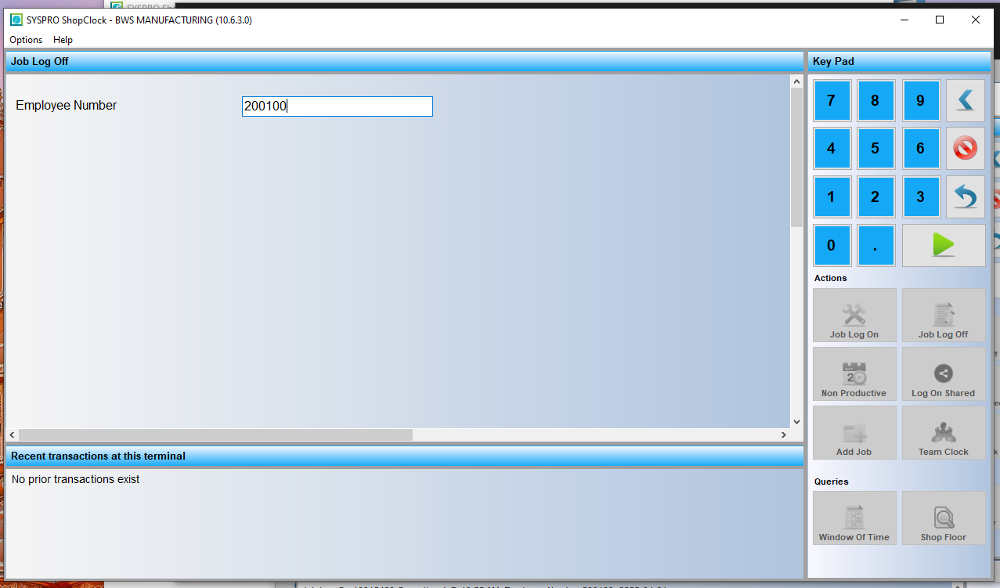 SYSPRO ShopClock - BWS MANUFACTURING (10.6.3.0)
Options Help
Job Log Off
Employee Number 200100
Recent transactions at this terminal
No prior transactions exist
Key Pad
7 8 9
4 5 6
1 2 3
0 .
Actions
Job Log On Job Log Off
Non Productive Log On Shared
Add Job Team Clock
Queries
Window Of Time Shop Floor